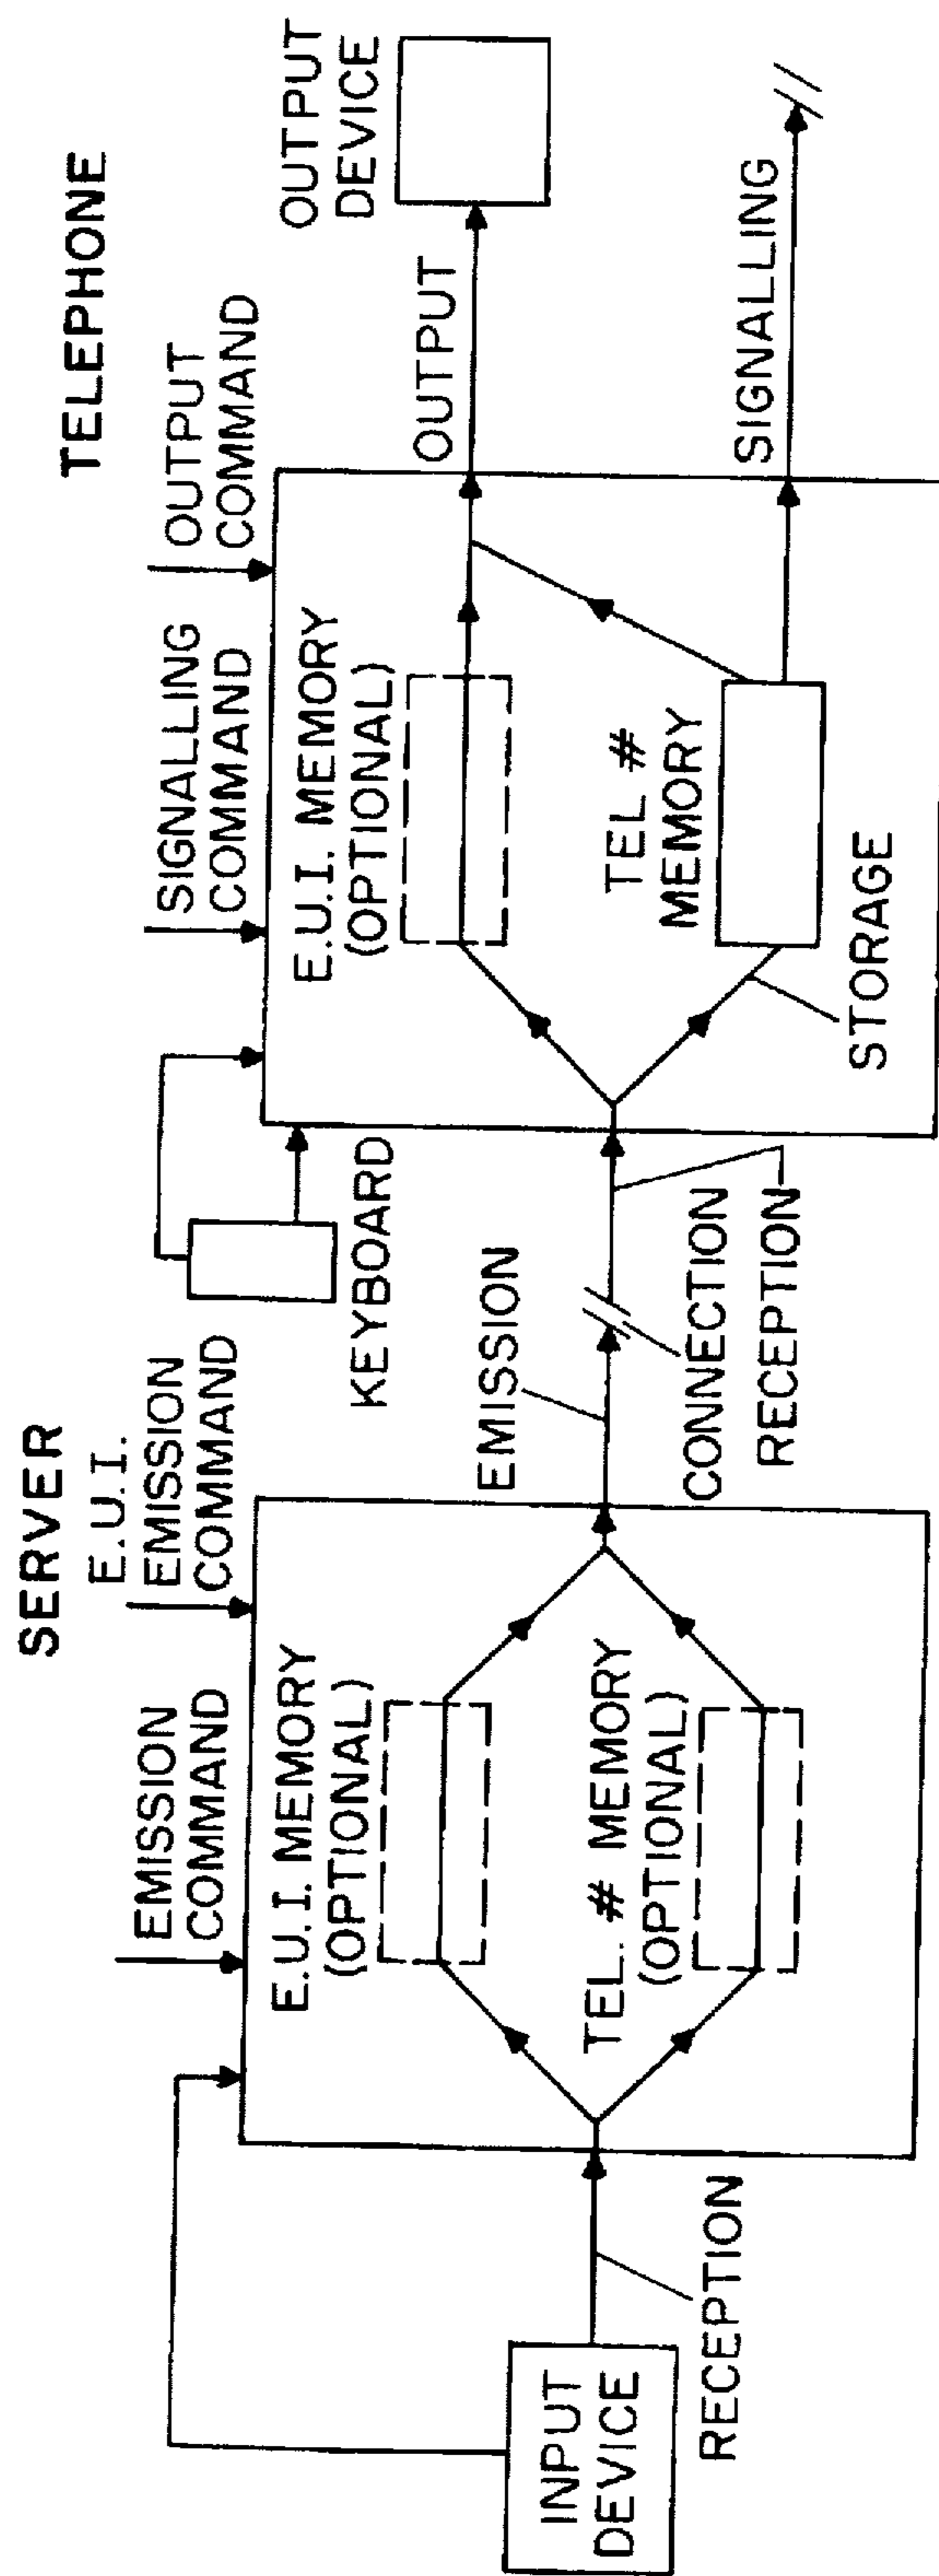 SERVER
TELEPHONE
EMISSION
COMMAND
E.U.I.
EMISSION
COMMAND
SIGNALLING
COMMAND
OUTPUT
COMMAND
INPUT
DEVICE
RECEPTION
E.U.I. MEMORY
(OPTIONAL)
TEL. # MEMORY
(OPTIONAL)
EMISSION
CONNECTION
RECEPTION
KEYBOARD
E.U.I. MEMORY
(OPTIONAL)
TEL #
MEMORY
STORAGE
OUTPUT
OUTPUT
DEVICE
SIGNALLING